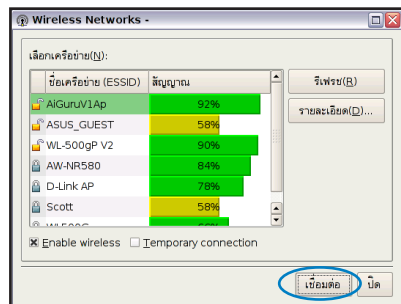 Wireless Networks -
เลือกเครือข่าย(N):
ชื่อเครือข่าย (ESSID) สัญญาณ
AiGuruV1Ap 92%
ASUS_GUEST 58%
WL-500gP V2 90%
AW-NR580 84%
D-Link AP 78%
Scott 58%
รีเฟรช(R)
รายละเอียด(D)...
Enable wireless Temporary connection
เชื่อมต่อ ปิด